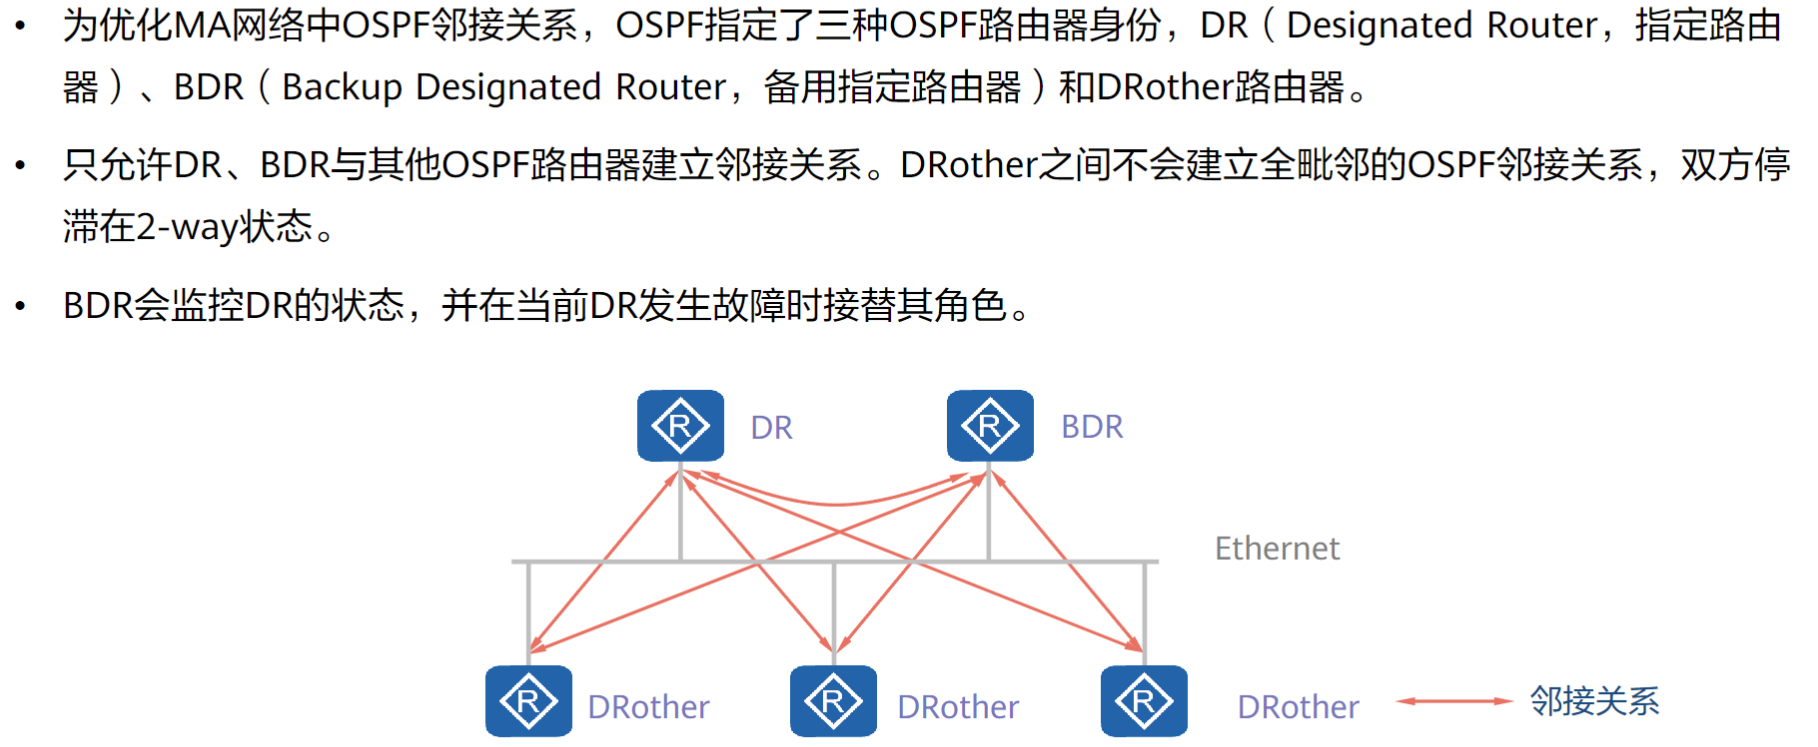 • 为优化MA网络中OSPF邻接关系，OSPF指定了三种OSPF路由器身份，DR（Designated Router，指定路由
器）、BDR（Backup Designated Router，备用指定路由器）和DRother路由器。
• 只允许DR、BDR与其他OSPF路由器建立邻接关系。DRother之间不会建立全毗邻的OSPF邻接关系，双方停
滞在2-way状态。
• BDR会监控DR的状态，并在当前DR发生故障时接替其角色。
R DR R BDR
Ethernet
R DRother R DRother R DRother 邻接关系